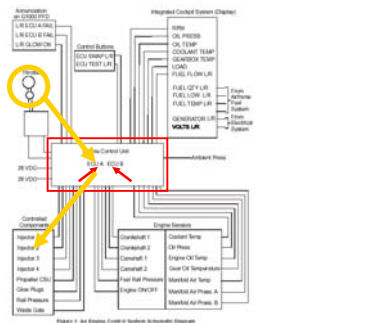 Annunciation
on G1000 PFD
L/R ECU A FAIL
L/R ECU B FAIL
L/R GLOW ON
Control Buttons
ECU SWAP L/R
ECU TEST L/R
Integrated Cockpit System (Display)
RPM
OIL PRESS
OIL TEMP
COOLANT TEMP
GEARBOX TEMP
LOAD
FUEL FLOW L/R
FUEL QTY L/R
FUEL LOW L/R
FUEL TEMP L/R
GENERATOR L/R
VOLTS L/R
From
Airframe
Fuel
System
From
Electrical
System
Throttle
Control Unit
ECU A ECU B
Ambient Press
28 VDC
28 VDC
Controlled
Components
Injector
Injector 2
Injector 3
Injector 4
Propeller CSU
Glow Plugs
Rail Pressure
Waste Gate
Engine Sensors
Crankshaft 1
Crankshaft 2
Camshaft 1
Camshaft 2
Fuel Rail Pressure
Engine ON/OFF
Coolant Temp
Oil Press
Engine Oil Temp
Gear Oil Temperature
Manifold Air Temp
Manifold Air Press. A
Manifold Air Press. B
Engine Control System Schematic Diagram